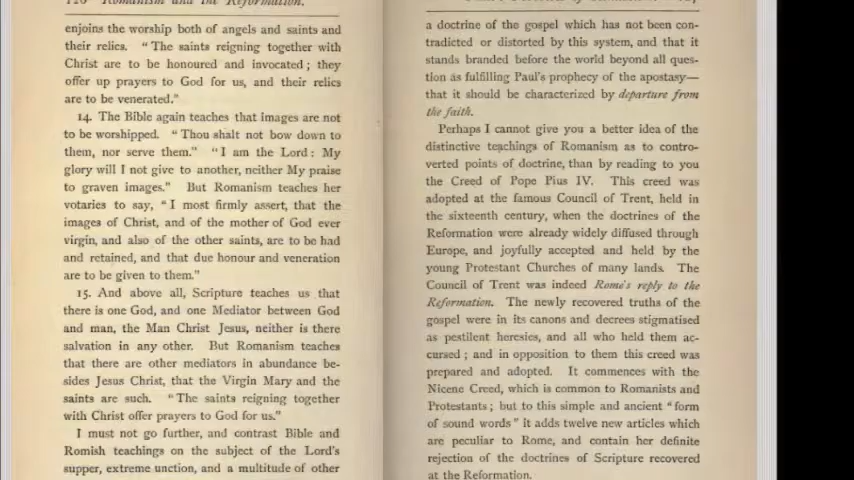 Romanism and the Reformation.
enjoins the worship both of angels and saints and
their relics. “The saints reigning together with
Christ are to be honoured and invocated; they
offer up prayers to God for us, and their relics
are to be venerated.”
14. The Bible again teaches that images are not
to be worshipped. “Thou shalt not bow down to
them, nor serve them.” “I am the Lord: My
glory will I not give to another, neither My praise
to graven images.” But Romanism teaches her
votaries to say, “I most firmly assert, that the
images of Christ, and of the mother of God ever
virgin, and also of the other saints, are to be had
and retained, and that due honour and veneration
are to be given to them.”
15. And above all, Scripture teaches us that
there is one God, and one Mediator between God
and man, the Man Christ Jesus, neither is there
salvation in any other. But Romanism teaches
that there are other mediators in abundance be-
sides Jesus Christ, that the Virgin Mary and the
saints are such. “The saints reigning together
with Christ offer prayers to God for us.”
I must not go further, and contrast Bible and
Romish teachings on the subject of the Lord's
supper, extreme unction, and a multitude of other
a doctrine of the gospel which has not been con-
tradicted or distorted by this system, and that it
stands branded before the world beyond all ques-
tion as fulfilling Paul's prophecy of the apostasy—
that it should be characterized by departure from
the faith.
Perhaps I cannot give you a better idea of the
distinctive teachings of Romanism as to contro-
verted points of doctrine, than by reading to you
the Creed of Pope Pius IV. This creed was
adopted at the famous Council of Trent, held in
the sixteenth century, when the doctrines of the
Reformation were already widely diffused through
Europe, and joyfully accepted and held by the
young Protestant Churches of many lands. The
Council of Trent was indeed Rome's reply to the
Reformation. The newly recovered truths of the
gospel were in its canons and decrees stigmatised
as pestilent heresies, and all who held them ac-
cursed; and in opposition to them this creed was
prepared and adopted. It commences with the
Nicene Creed, which is common to Romanists and
Protestants; but to this simple and ancient “form
of sound words” it adds twelve new articles which
are peculiar to Rome, and contain her definite
rejection of the doctrines of Scripture recovered
at the Reformation.